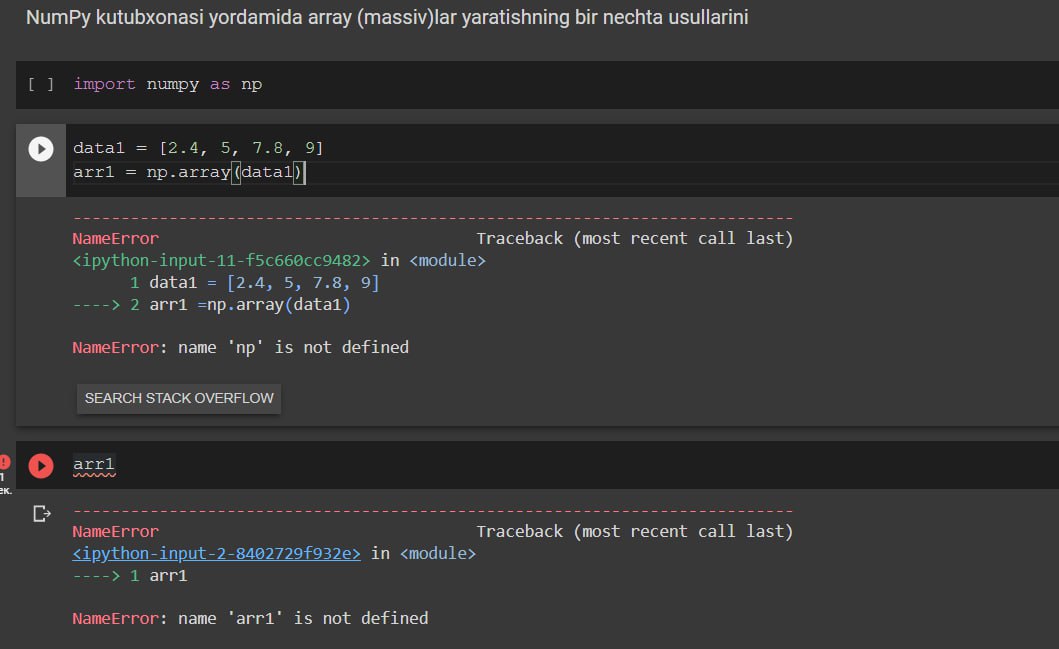 NumPy kutubxonasi yordamida array (massiv)lar yaratishning bir nechta usullarini
[ ] import numpy as np
data1 = [2.4, 5, 7.8, 9]
arr1 = np.array(data1)
---------------------------------------------------------------------------
NameError Traceback (most recent call last)
<ipython-input-11-f5c660cc9482> in <module>
1 data1 = [2.4, 5, 7.8, 9]
----> 2 arr1 =np.array(data1)
NameError: name 'np' is not defined
SEARCH STACK OVERFLOW
! 
1
ек.
arr1
---------------------------------------------------------------------------
NameError Traceback (most recent call last)
<ipython-input-2-8402729f932e> in <module>
----> 1 arr1
NameError: name 'arr1' is not defined